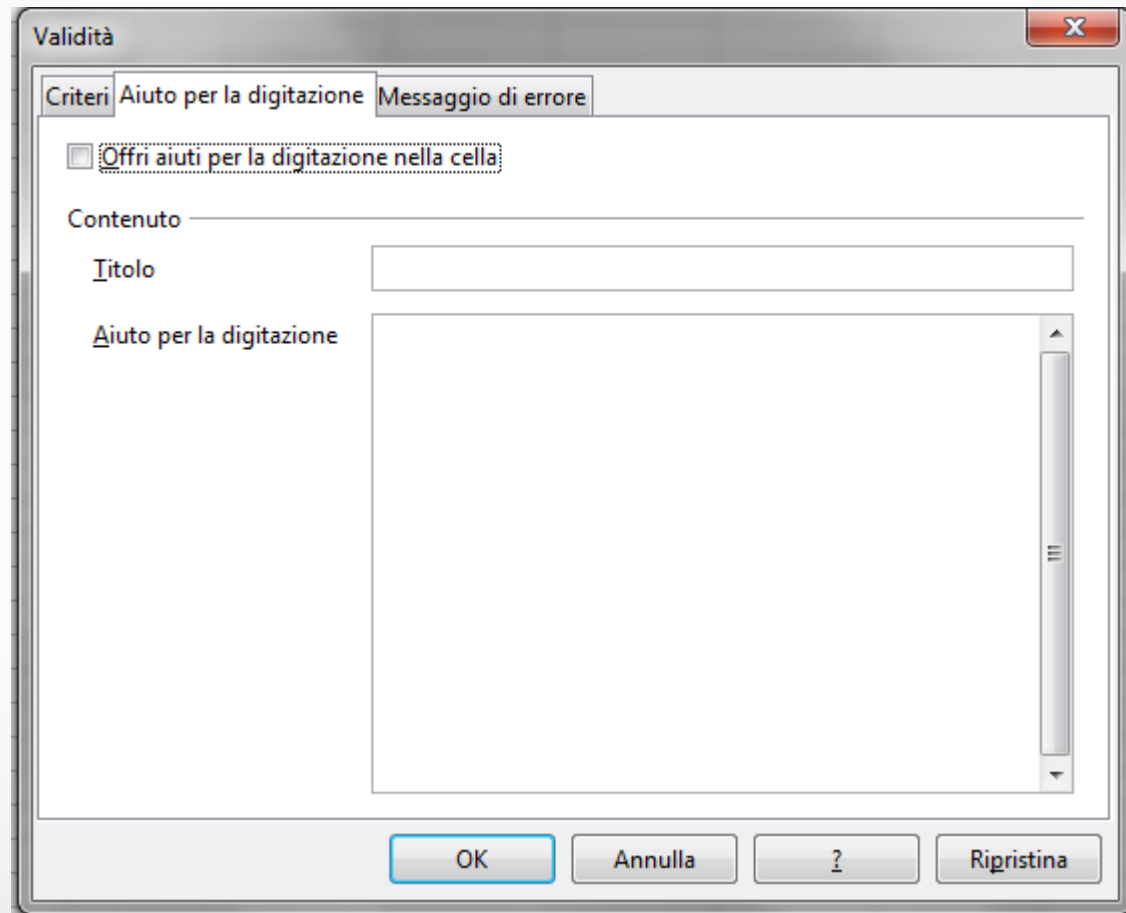 Validità
Criteri Aiuto per la digitazione Messaggio di errore
Offri aiuti per la digitazione nella cella
Contenuto
Titolo
Aiuto per la digitazione
OK Annulla ? Ripristina